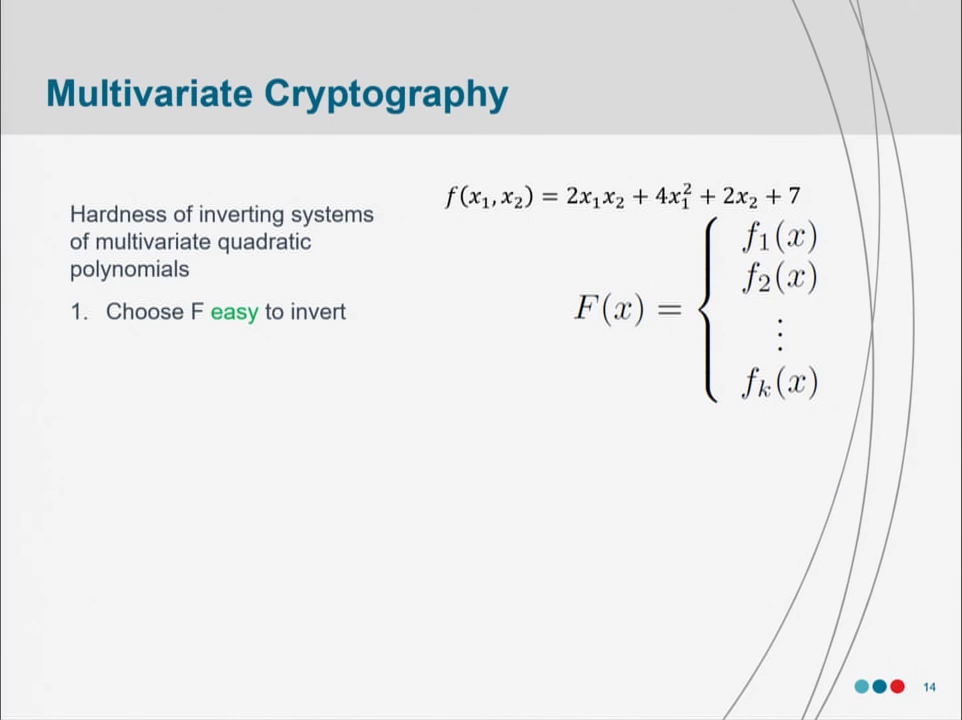 Multivariate Cryptography
Hardness of inverting systems
of multivariate quadratic
polynomials
1. Choose F easy to invert
f(x₁, x₂) = 2x₁x₂ + 4x₁² + 2x₂ + 7
f₁(x)
f₂(x)
F(x) = {
⋮
fₖ(x)
14